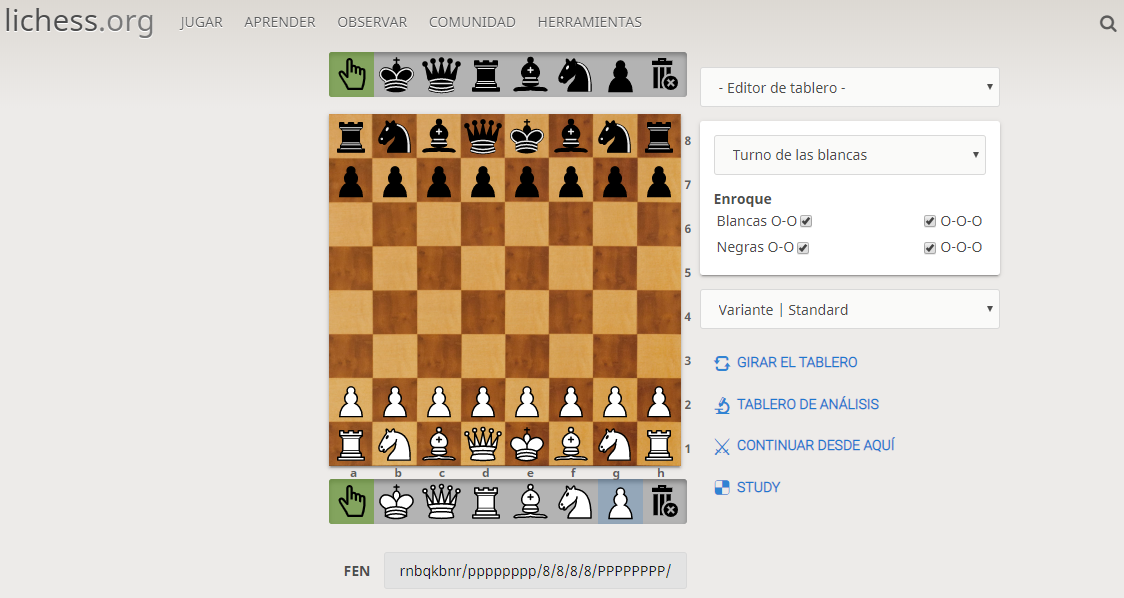 lichess.org JUGAR APRENDER OBSERVAR COMUNIDAD HERRAMIENTAS
- Editor de tablero -
8
Turno de las blancas
7
Enroque
Blancas O-O O-O-O
6
Negras O-O O-O-O
5
Variante | Standard
4
3
GIRAR EL TABLERO
2
TABLERO DE ANÁLISIS
1
CONTINUAR DESDE AQUÍ
a b c d e f g h
STUDY
FEN rnbqkbnr/pppppppp/8/8/8/8/PPPPPPPP/